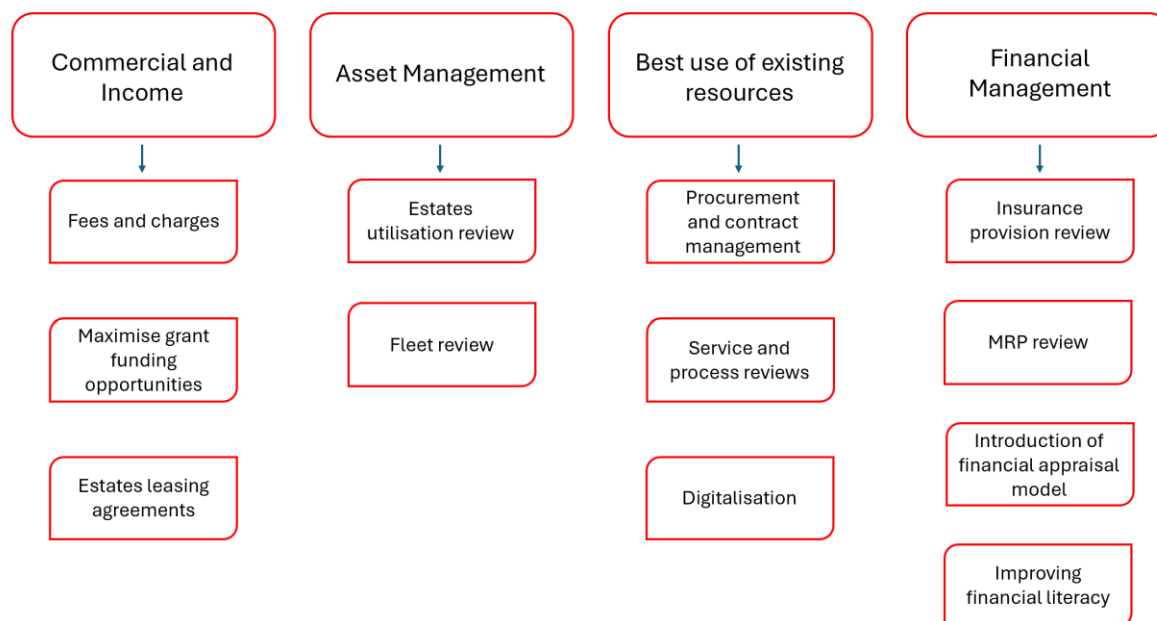 Commercial and
Income
Fees and charges
Maximise grant
funding
opportunities
Estates leasing
agreements
Asset Management
Estates
utilisation review
Fleet review
Best use of existing
resources
Procurement
and contract
management
Service and
process reviews
Digitalisation
Financial
Management
Insurance
provision review
MRP review
Introduction of
financial appraisal
model
Improving
financial literacy